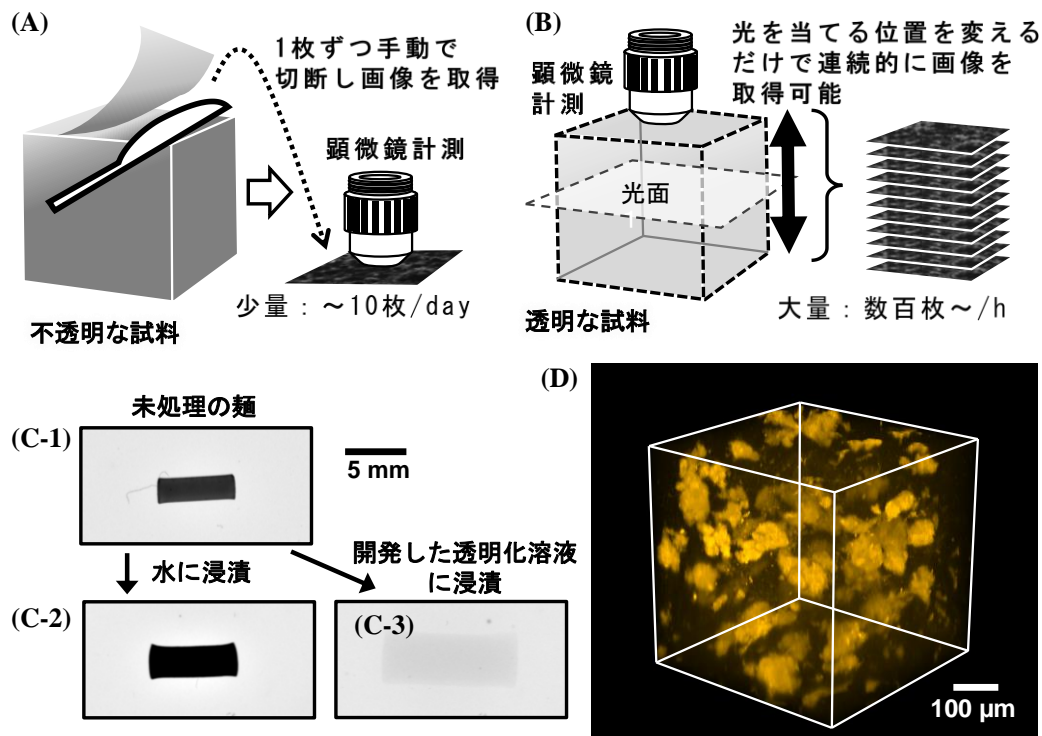 (A)
1枚ずつ手動で
切断し画像を取得
顕微鏡計測
少量：～10枚/day
不透明な試料
(B)
顕微鏡
計測
光を当てる位置を変える
だけで連続的に画像を
取得可能
光面
大量：数百枚～/h
透明な試料
未処理の麺
(C-1)
5 mm
水に浸漬
開発した透明化溶液
に浸漬
(C-2)
(C-3)
(D)
100 μm